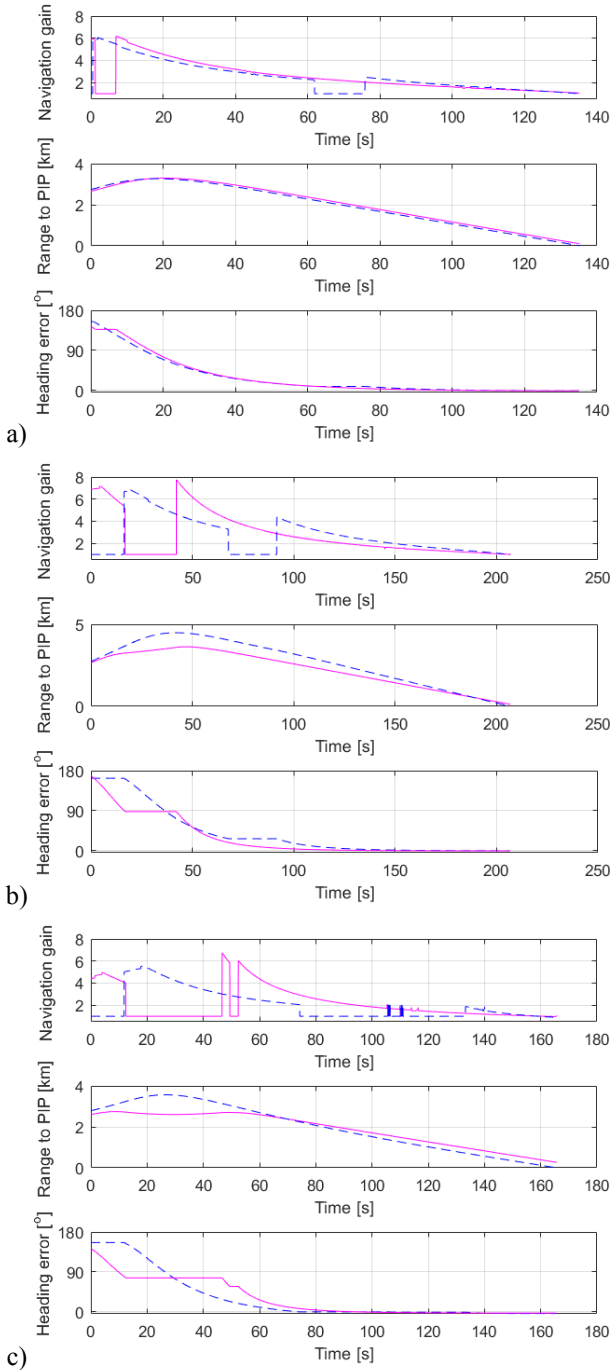 Navigation gain
8
6
4
2
0 20 40 60 80 100 120 140
Time [s]
Range to PIP [km]
4
2
0
0 20 40 60 80 100 120 140
Time [s]
Heading error [°]
180
90
0
0 20 40 60 80 100 120 140
Time [s]
a)
Navigation gain
8
6
4
2
0 50 100 150 200 250
Time [s]
Range to PIP [km]
5
0
0 50 100 150 200 250
Time [s]
Heading error [°]
180
90
0
0 50 100 150 200 250
Time [s]
b)
Navigation gain
8
6
4
2
0 20 40 60 80 100 120 140 160 180
Time [s]
Range to PIP [km]
4
2
0
0 20 40 60 80 100 120 140 160 180
Time [s]
Heading error [°]
180
90
0
0 20 40 60 80 100 120 140 160 180
Time [s]
c)